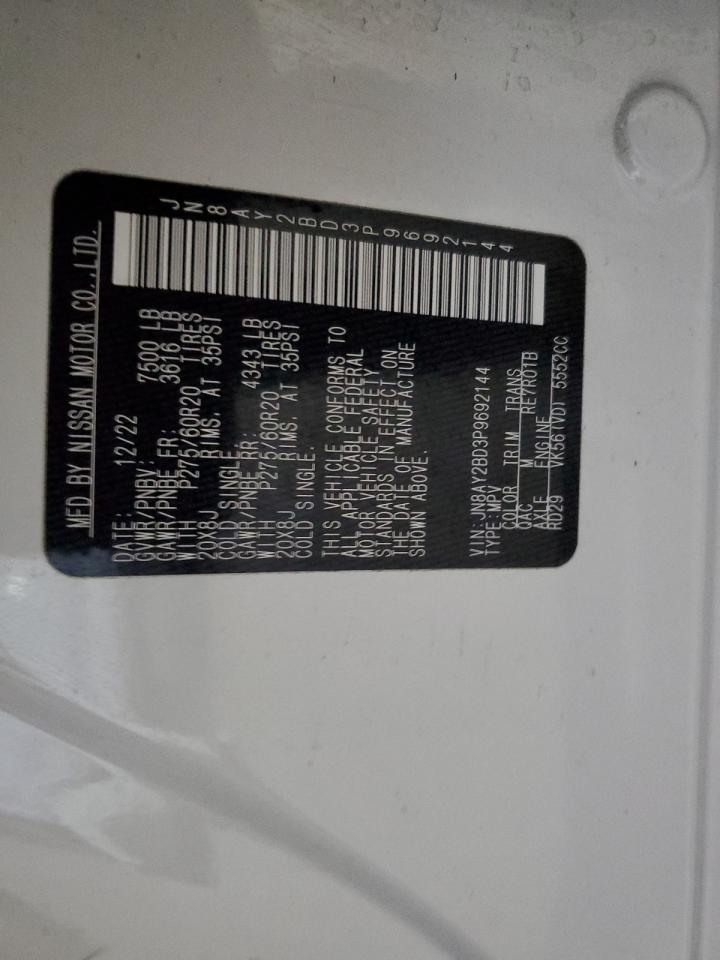 MFD BY NISSAN MOTOR CO.,LTD.
JN8AY2BD3P9692144
DATE: 12/22
GVWR/PNBV: 7500 LB
GAWR/PNBE FR: 3616 LB
WITH P275/60R20 TIRES
20X8J RIMS, AT 35PSI
COLD SINGLE.
GAWR/PNBE RR: 4343 LB
WITH P275/60R20 TIRES
20X8J RIMS, AT 35PSI
COLD SINGLE.
THIS VEHICLE CONFORMS TO
ALL APPLICABLE FEDERAL
MOTOR VEHICLE SAFETY
STANDARDS IN EFFECT ON
THE DATE OF MANUFACTURE
SHOWN ABOVE.
VIN:JN8AY2BD3P9692144
TYPE:MPV
COLOR TRIM TRANS
QAC M RE7R01B
AXLE ENGINE
RD29 VK56(VD) 5552CC